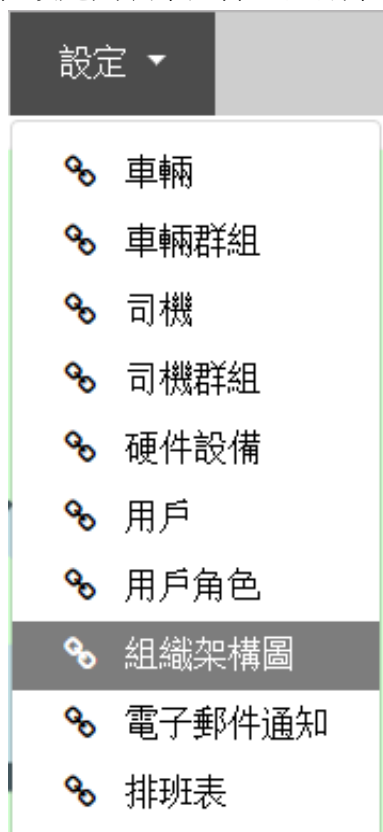 設定
車輛
車輛群組
司機
司機群組
硬件設備
用戶
用戶角色
組織架構圖
電子郵件通知
排班表